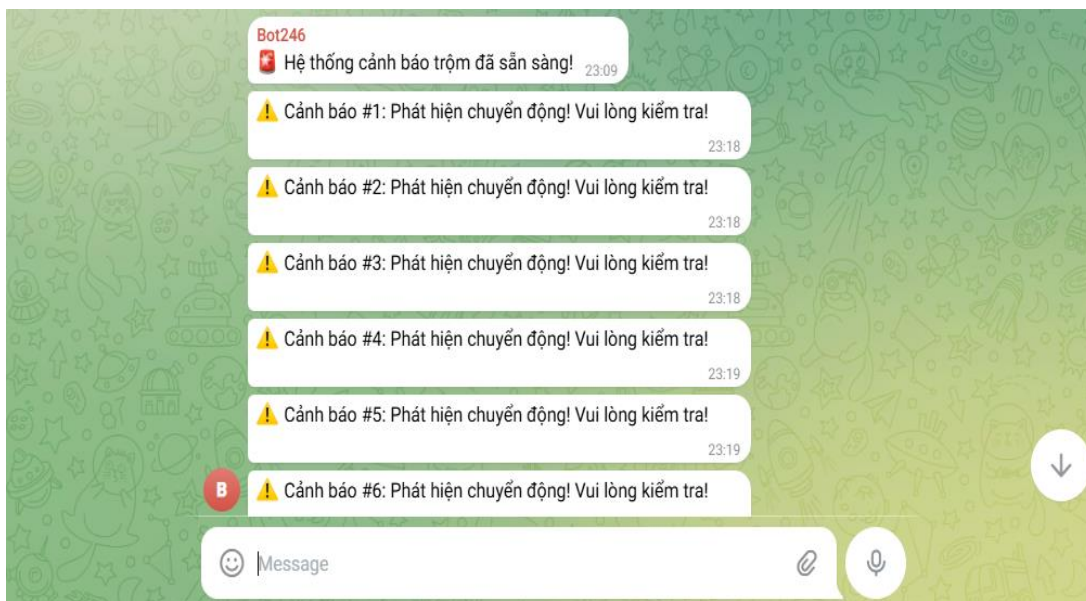 Bot246
🚨 Hệ thống cảnh báo trộm đã sẵn sàng! 23:09
⚠️ Cảnh báo #1: Phát hiện chuyển động! Vui lòng kiểm tra!
23:18
⚠️ Cảnh báo #2: Phát hiện chuyển động! Vui lòng kiểm tra!
23:18
⚠️ Cảnh báo #3: Phát hiện chuyển động! Vui lòng kiểm tra!
23:18
⚠️ Cảnh báo #4: Phát hiện chuyển động! Vui lòng kiểm tra!
23:19
⚠️ Cảnh báo #5: Phát hiện chuyển động! Vui lòng kiểm tra!
23:19
B
⚠️ Cảnh báo #6: Phát hiện chuyển động! Vui lòng kiểm tra!
Message